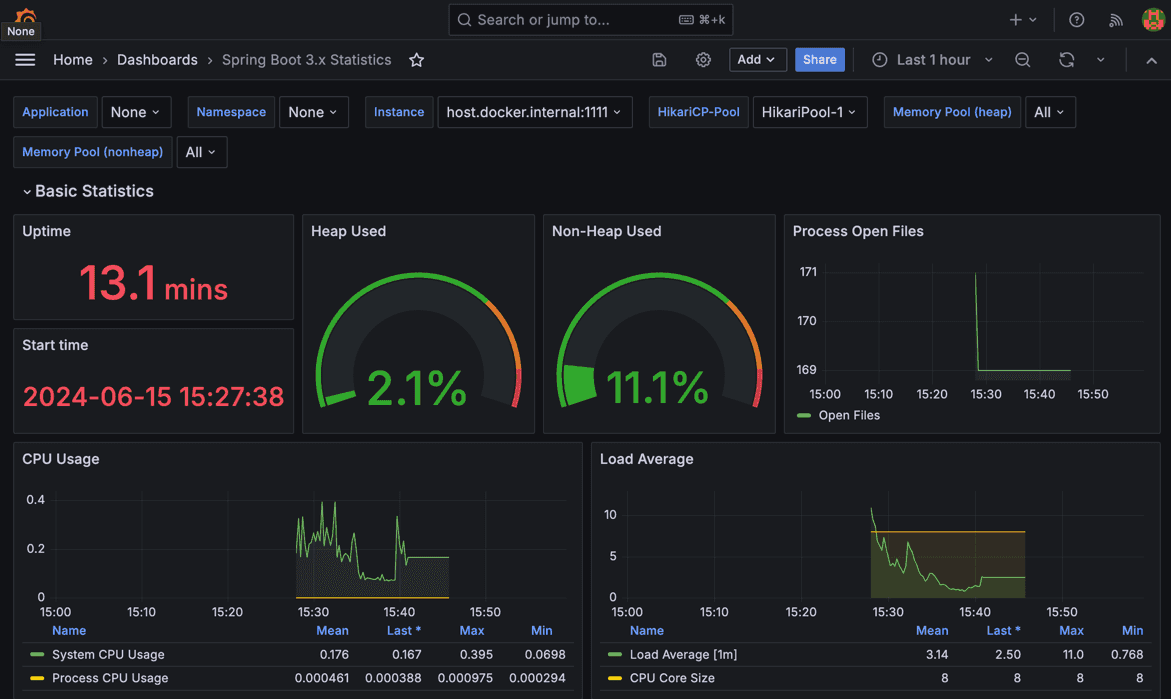 None
Search or jump to...
⌘+k
Home › Dashboards › Spring Boot 3.x Statistics
Add
Share
Last 1 hour
Application None
Namespace None
Instance host.docker.internal:1111
HikariCP-Pool HikariPool-1
Memory Pool (heap) All
Memory Pool (nonheap) All
Basic Statistics
Uptime
13.1 mins
Start time
2024-06-15 15:27:38
Heap Used
2.1%
Non-Heap Used
11.1%
Process Open Files
171
170
169
15:00 15:10 15:20 15:30 15:40 15:50
Open Files
CPU Usage
0.4
0.2
0
15:00 15:10 15:20 15:30 15:40 15:50
Name Mean Last * Max Min
System CPU Usage 0.176 0.167 0.395 0.0698
Process CPU Usage 0.000461 0.000388 0.000975 0.000294
Load Average
10
5
0
15:00 15:10 15:20 15:30 15:40 15:50
Name Mean Last * Max Min
Load Average [1m] 3.14 2.50 11.0 0.768
CPU Core Size 8 8 8 8